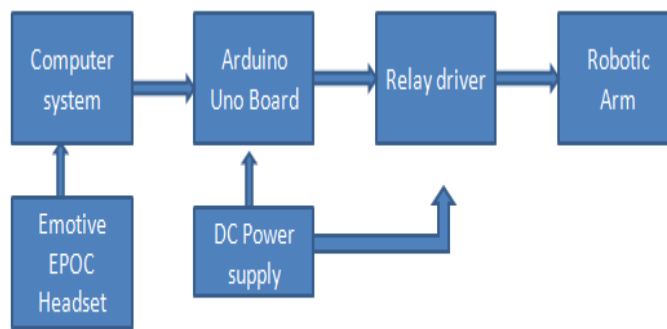 Computer
system
Arduino
Uno Board
Relay driver
Robotic
Arm
Emotive
EPOC
Headset
DC Power
supply